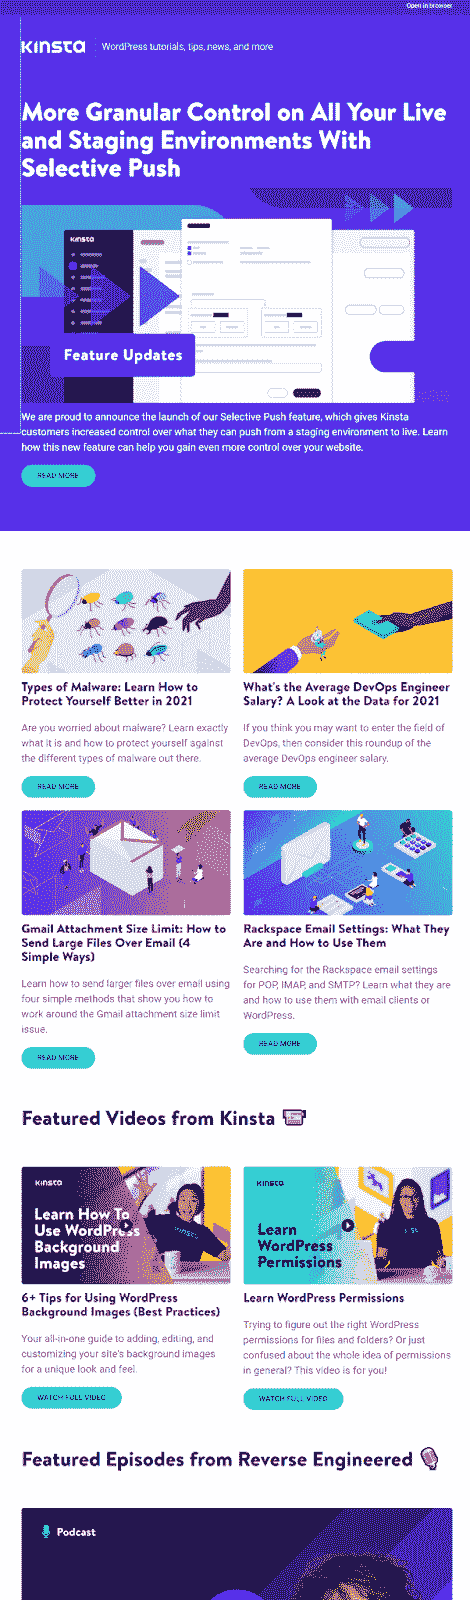 Open in browser
Kinsta
WordPress tutorials, tips, news, and more
More Granular Control on All Your Live
and Staging Environments With
Selective Push
Kinsta
Feature Updates
We are proud to announce the launch of our Selective Push feature, which gives Kinsta
customers increased control over what they can push from a staging environment to live. Learn
how this new feature can help you gain even more control over your website.
READ MORE
Types of Malware: Learn How to
Protect Yourself Better in 2021
Are you worried about malware? Learn exactly
what it is and how to protect yourself against
the different types of malware out there.
READ MORE
What's the Average DevOps Engineer
Salary? A Look at the Data for 2021
If you think you may want to enter the field of
DevOps, then consider this roundup of the
average DevOps engineer salary.
READ MORE
Gmail Attachment Size Limit: How to
Send Large Files Over Email (4
Simple Ways)
Learn how to send larger files over email using
four simple methods that show you how to
work around the Gmail attachment size limit
issue.
READ MORE
Rackspace Email Settings: What They
Are and How to Use Them
Searching for the Rackspace email settings
for POP, IMAP, and SMTP? Learn what they are
and how to use them with email clients or
WordPress.
READ MORE
Featured Videos from Kinsta
Kinsta
Learn How To
Use WordPress
Background
Images
6+ Tips for Using WordPress
Background Images (Best Practices)
Your all-in-one guide to adding, editing, and
customizing your site's background images
for a unique look and feel.
WATCH FULL VIDEO
Kinsta
Learn
WordPress
Permissions
Learn WordPress Permissions
Trying to figure out the right WordPress
permissions for files and folders? Or just
confused about the whole idea of permissions
in general? This video is for you!
WATCH FULL VIDEO
Featured Episodes from Reverse Engineered
Podcast